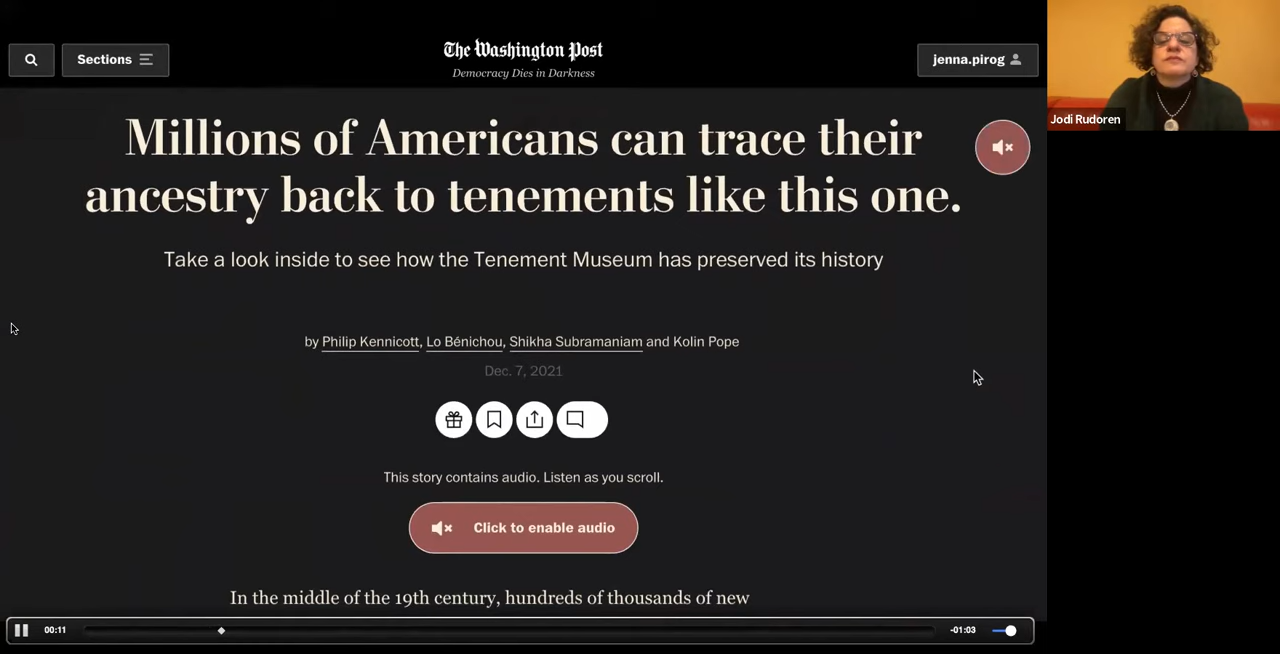 Sections
The Washington Post
Democracy Dies in Darkness
jenna.pirog
Jodi Rudoren
Millions of Americans can trace their
ancestry back to tenements like this one.
Take a look inside to see how the Tenement Museum has preserved its history
by Philip Kennicott, Lo Bénichou, Shikha Subramaniam and Kolin Pope
Dec. 7, 2021
This story contains audio. Listen as you scroll.
Click to enable audio
In the middle of the 19th century, hundreds of thousands of new
00:11
-01:03